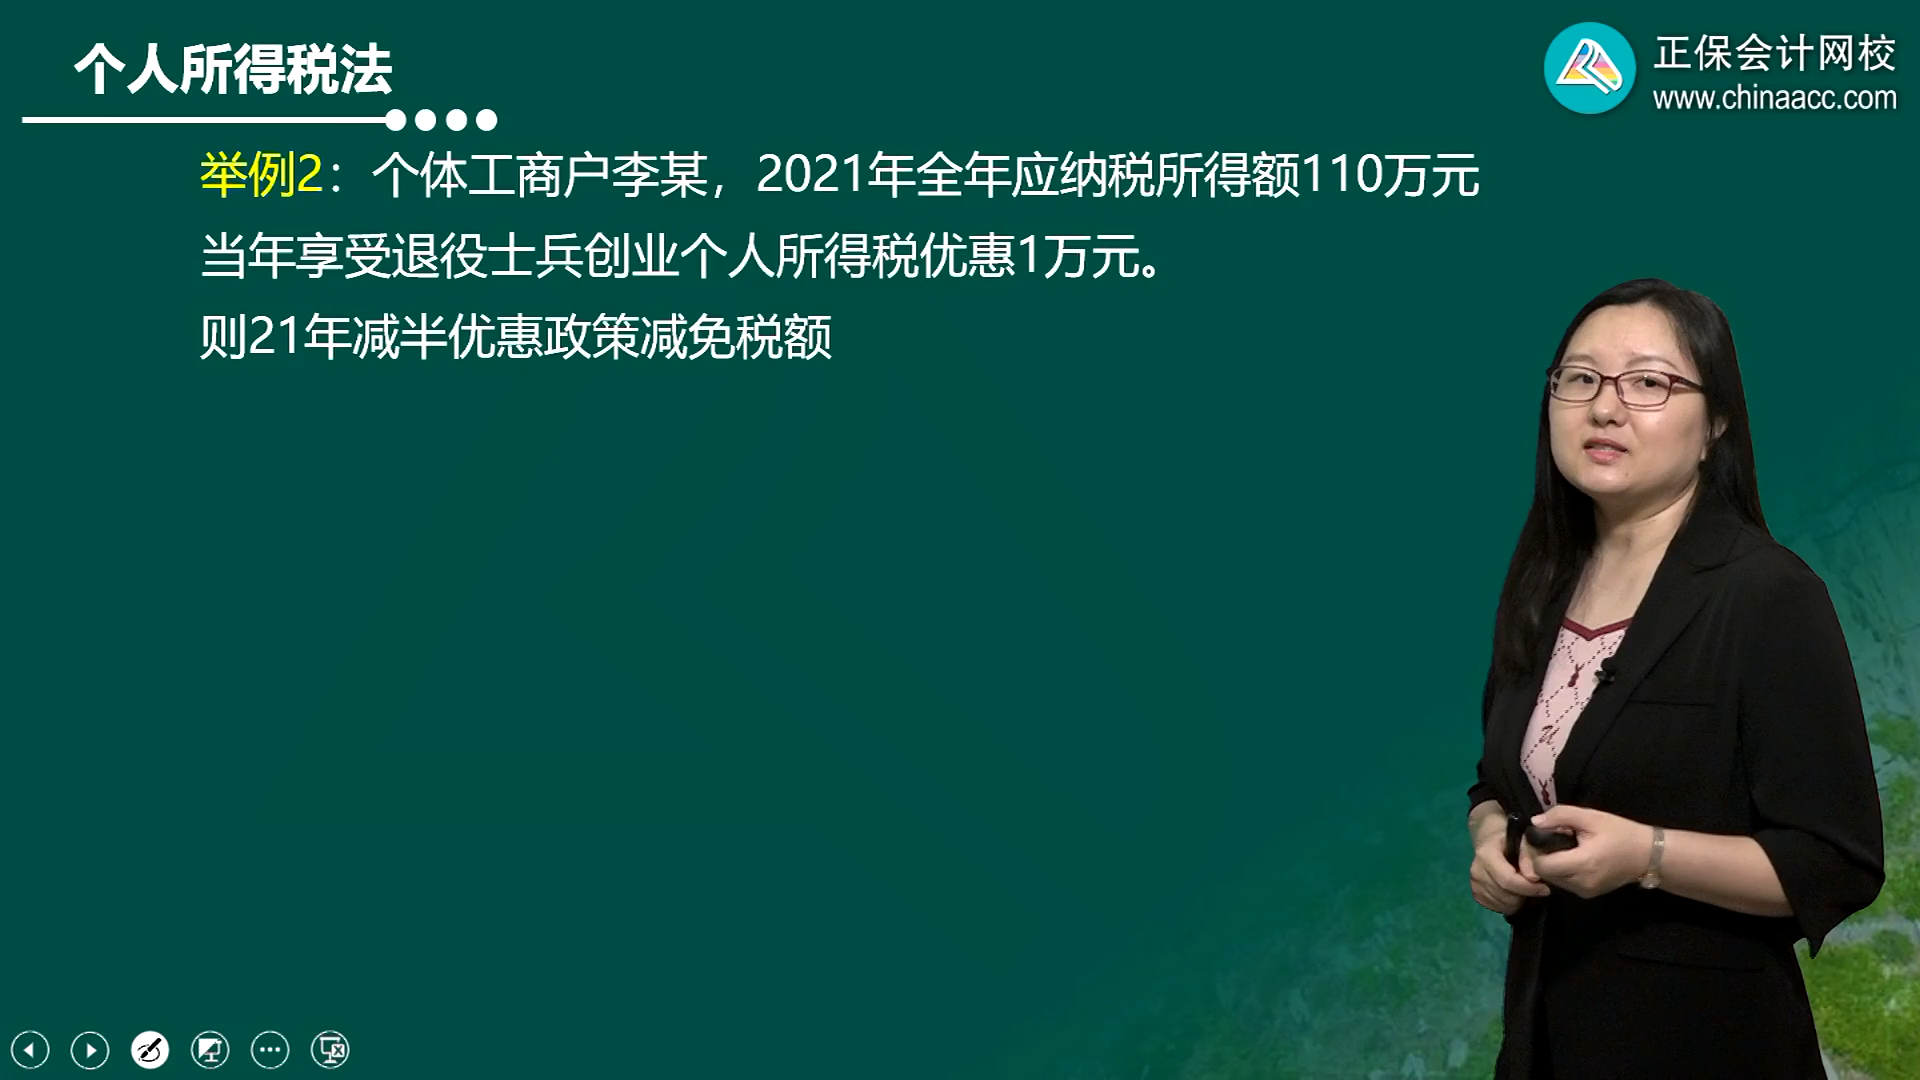 个人所得税法
正保会计网校
www.chinaacc.com
举例2：个体工商户李某，2021年全年应纳税所得额110万元
当年享受退役士兵创业个人所得税优惠1万元。
则21年减半优惠政策减免税额